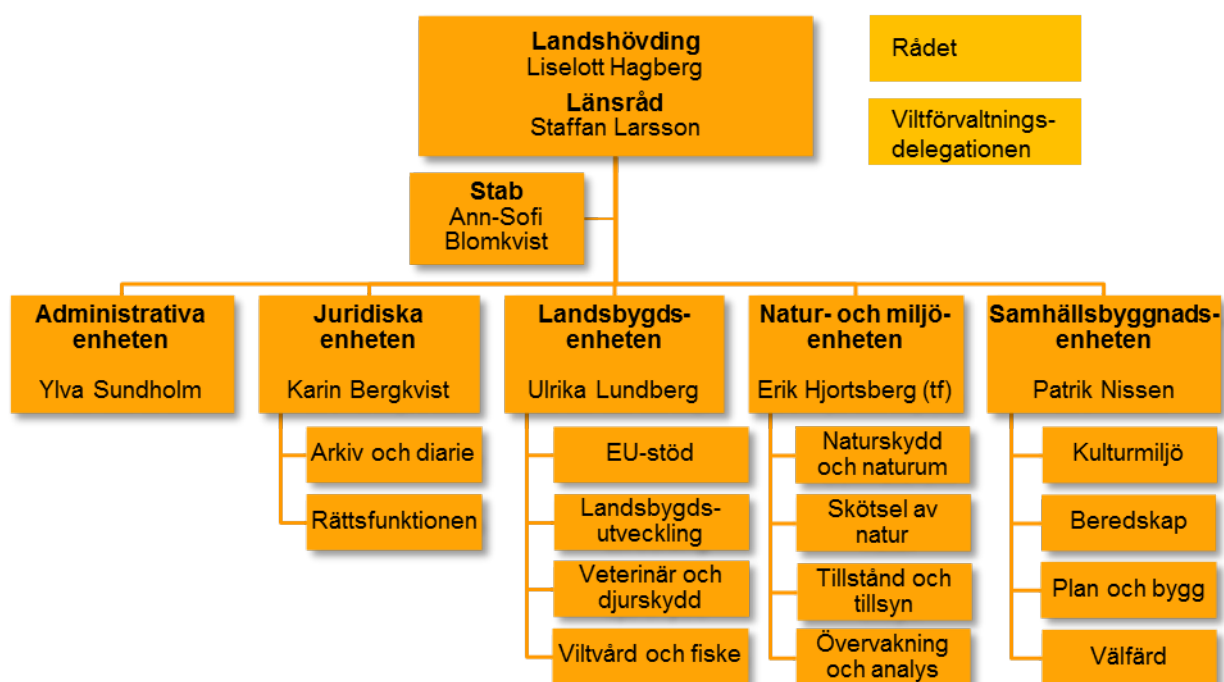 Landshövding
Liselott Hagberg
Länsråd
Staffan Larsson
Rådet
Viltförvaltnings-
delegationen
Stab
Ann-Sofi
Blomkvist
Administrativa
enheten
Ylva Sundholm
Juridiska
enheten
Karin Bergkvist
Arkiv och diarie
Rättsfunktionen
Landsbygds-
enheten
Ulrika Lundberg
EU-stöd
Landsbygds-
utveckling
Veterinär och
djurskydd
Viltvård och fiske
Natur- och miljö-
enheten
Erik Hjortsberg (tf)
Naturskydd
och naturum
Skötsel av
natur
Tillstånd och
tillsyn
Övervakning
och analys
Samhällsbyggnads-
enheten
Patrik Nissen
Kulturmiljö
Beredskap
Plan och bygg
Välfärd